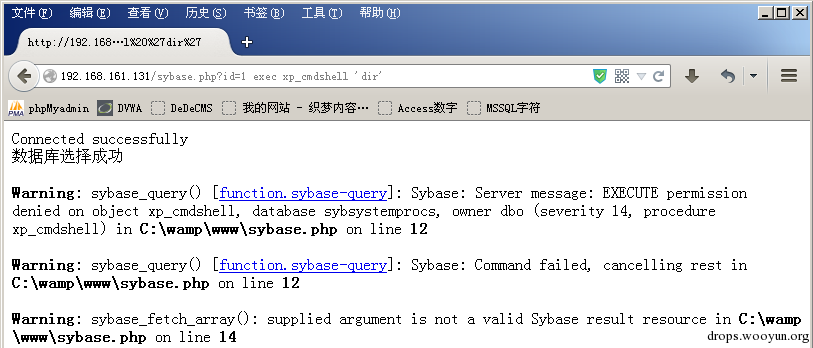 文件(F) 编辑(E) 查看(V) 历史(S) 书签(B) 工具(T) 帮助(H)
http://192.168…l%20%27dir%27
192.168.161.131/sybase.php?id=1 exec xp_cmdshell 'dir'
phpMyadmin DVWA DeDeCMS 我的网站 - 织梦内容… Access数字 MSSQL字符
Connected successfully
数据库选择成功
Warning: sybase_query() [function.sybase-query]: Sybase: Server message: EXECUTE permission
denied on object xp_cmdshell, database sybsystemprocs, owner dbo (severity 14, procedure
xp_cmdshell) in C:\wamp\www\sybase.php on line 12
Warning: sybase_query() [function.sybase-query]: Sybase: Command failed, cancelling rest in
C:\wamp\www\sybase.php on line 12
Warning: sybase_fetch_array(): supplied argument is not a valid Sybase result resource in C:\wamp
\www\sybase.php on line 14
drops.wooyun.org